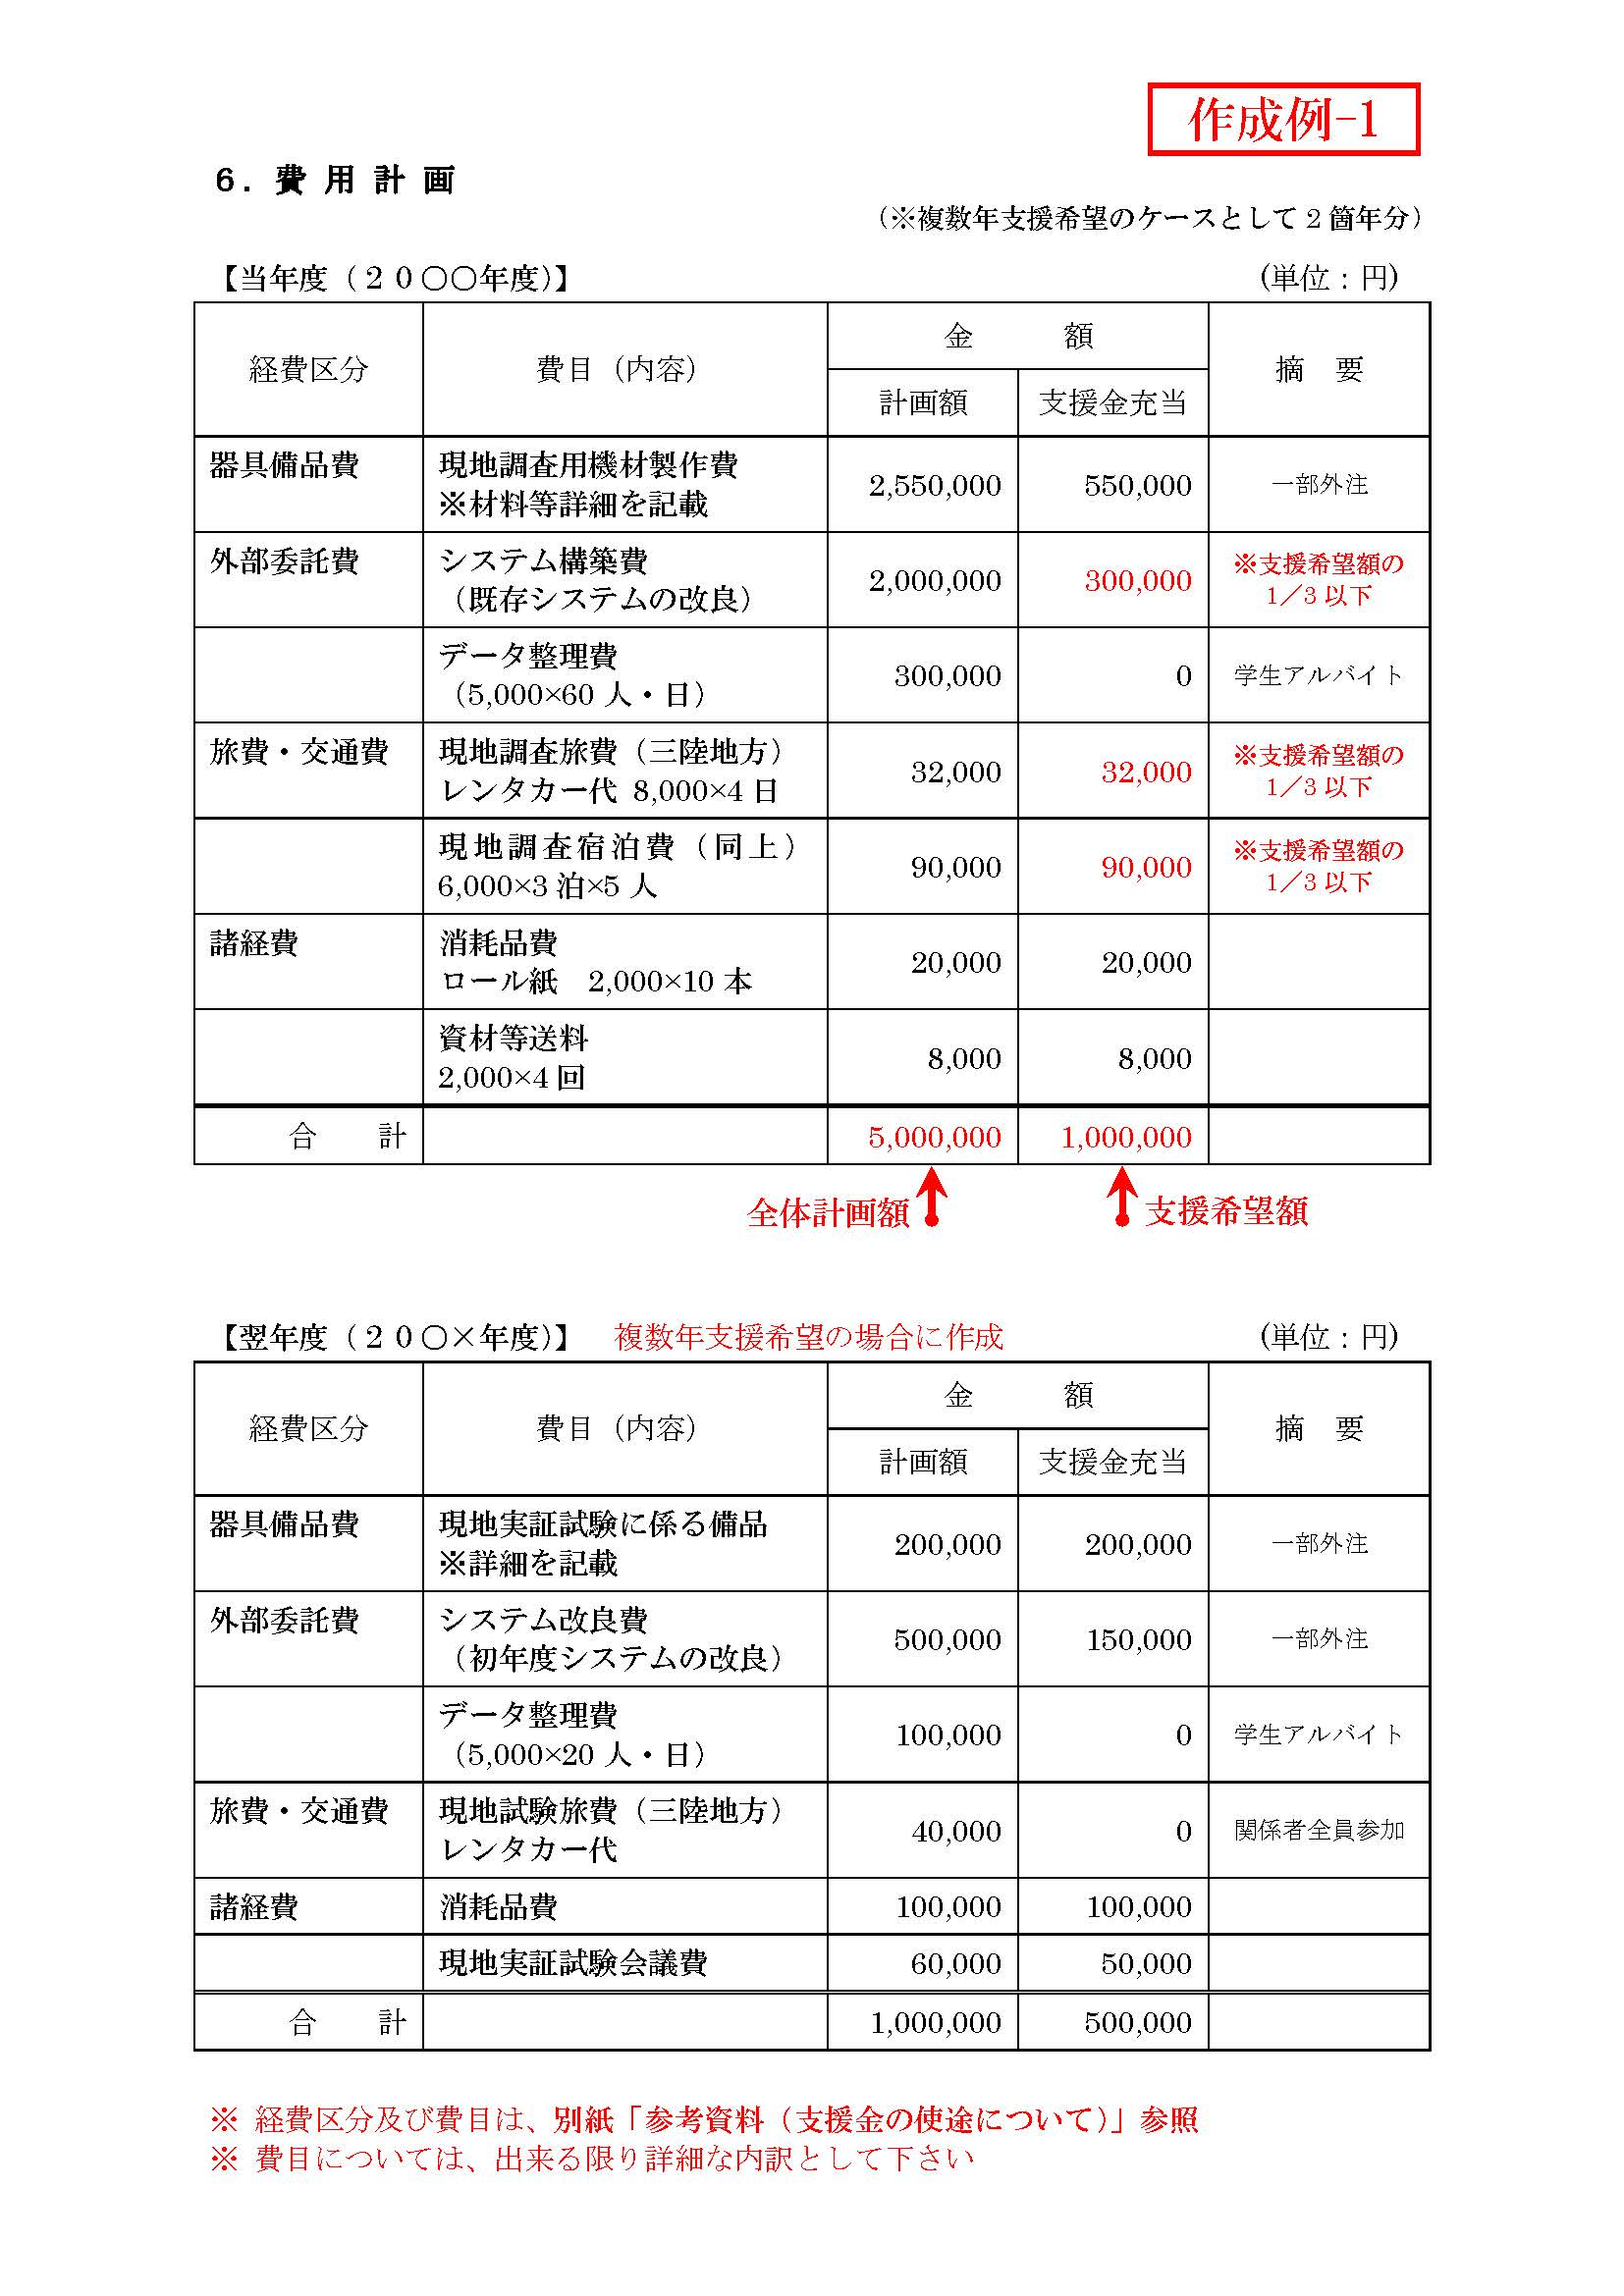 作成例-1
６．費 用 計 画
（※複数年支援希望のケースとして 2 箇年分）
【当年度（２０〇〇年度）】 (単位：円)
経費区分 費目（内容） 金 額 摘 要
計画額 支援金充当
器具備品費 現地調査用機材製作費
※材料等詳細を記載 2,550,000 550,000 一部外注
外部委託費 システム構築費
（既存システムの改良） 2,000,000 300,000 ※支援希望額の
1／3 以下
データ整理費
（5,000×60 人・日） 300,000 0 学生アルバイト
旅費・交通費 現地調査旅費（三陸地方）
レンタカー代 8,000×4 日 32,000 32,000 ※支援希望額の
1／3 以下
現地調査宿泊費（同上）
6,000×3 泊×5 人 90,000 90,000 ※支援希望額の
1／3 以下
諸経費 消耗品費
ロール紙　2,000×10 本 20,000 20,000
資材等送料
2,000×4 回 8,000 8,000
合 計 5,000,000 1,000,000
全体計画額 支援希望額
【翌年度（２０〇×年度）】 複数年支援希望の場合に作成 (単位：円)
経費区分 費目（内容） 金 額 摘 要
計画額 支援金充当
器具備品費 現地実証試験に係る備品
※詳細を記載 200,000 200,000 一部外注
外部委託費 システム改良費
（初年度システムの改良） 500,000 150,000 一部外注
データ整理費
（5,000×20 人・日） 100,000 0 学生アルバイト
旅費・交通費 現地試験旅費（三陸地方）
レンタカー代 40,000 0 関係者全員参加
諸経費 消耗品費 100,000 100,000
現地実証試験会議費 60,000 50,000
合 計 1,000,000 500,000
※ 経費区分及び費目は、別紙「参考資料（支援金の使途について）」参照
※ 費目については、出来る限り詳細な内訳として下さい